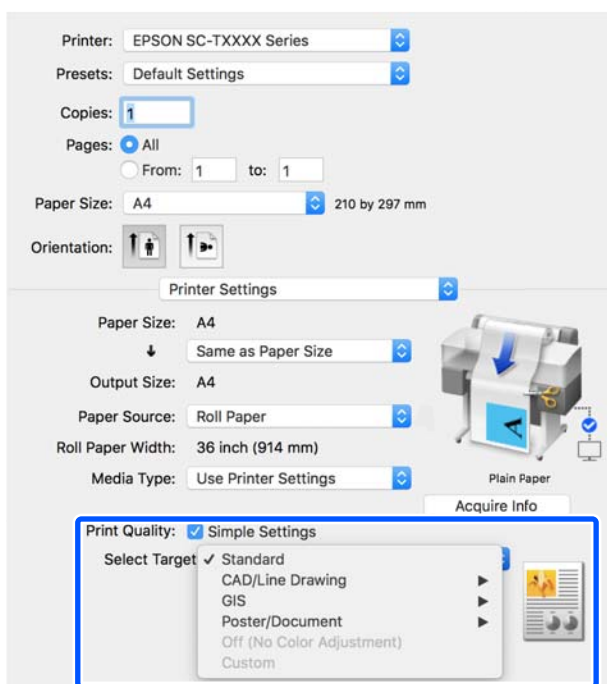 Printer: EPSON SC-TXXXX Series
Presets: Default Settings
Copies: 1
Pages: All
From: 1 to: 1
Paper Size: A4 210 by 297 mm
Orientation:
Printer Settings
Paper Size: A4
Same as Paper Size
Output Size: A4
Paper Source: Roll Paper
Roll Paper Width: 36 inch (914 mm)
Media Type: Use Printer Settings
Plain Paper
Acquire Info
Print Quality: Simple Settings
Select Target Standard
CAD/Line Drawing
GIS
Poster/Document
Off (No Color Adjustment)
Custom
A